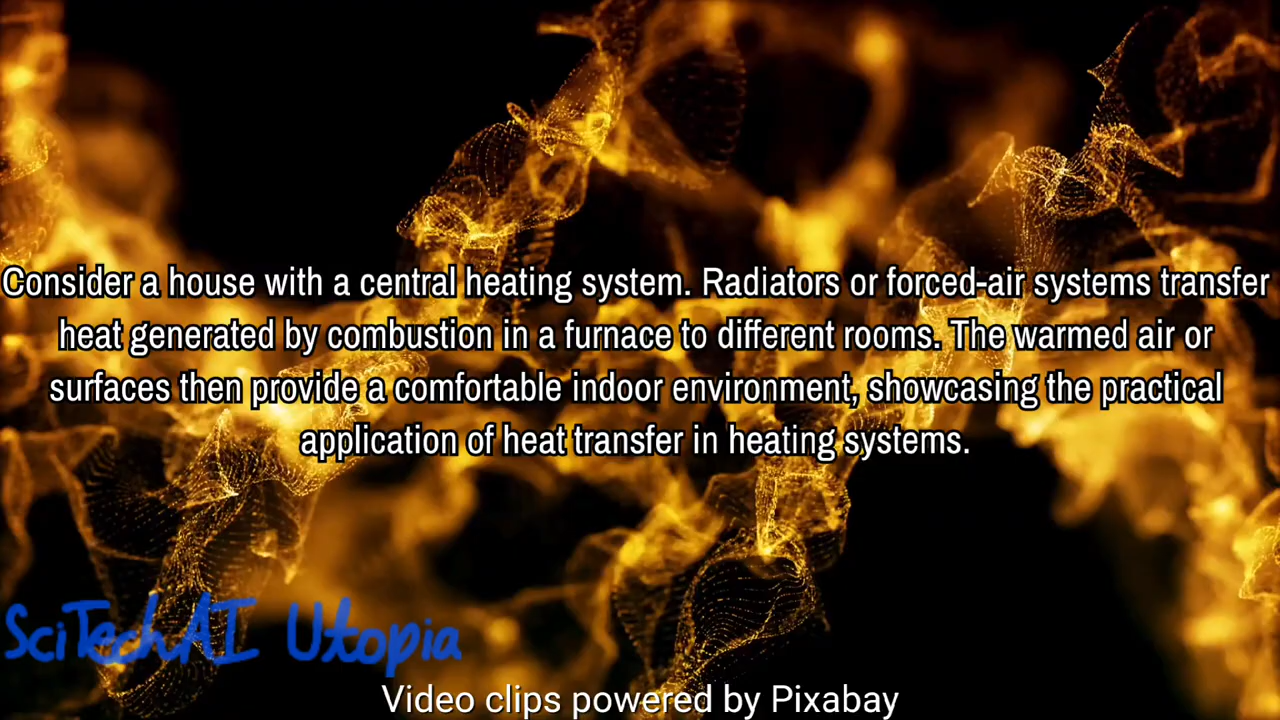 Consider a house with a central heating system. Radiators or forced-air systems transfer
heat generated by combustion in a furnace to different rooms. The warmed air or
surfaces then provide a comfortable indoor environment, showcasing the practical
application of heat transfer in heating systems.
SciTechAI Utopia
Video clips powered by Pixabay